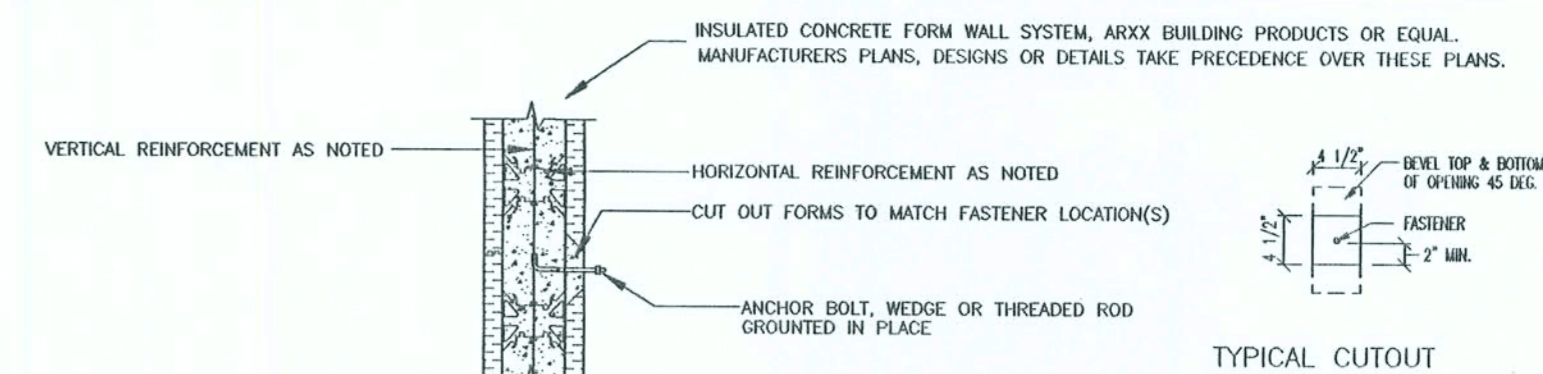 INSULATED CONCRETE FORM WALL SYSTEM, ARXX BUILDING PRODUCTS OR EQUAL.
MANUFACTURERS PLANS, DESIGNS OR DETAILS TAKE PRECEDENCE OVER THESE PLANS.
VERTICAL REINFORCEMENT AS NOTED
HORIZONTAL REINFORCEMENT AS NOTED
CUT OUT FORMS TO MATCH FASTENER LOCATION(S)
ANCHOR BOLT, WEDGE OR THREADED ROD
GROUNTED IN PLACE
4 1/2"
BEVEL TOP & BOTTOM
OF OPENING 45 DEG.
4 1/2"
FASTENER
2" MIN.
TYPICAL CUTOUT